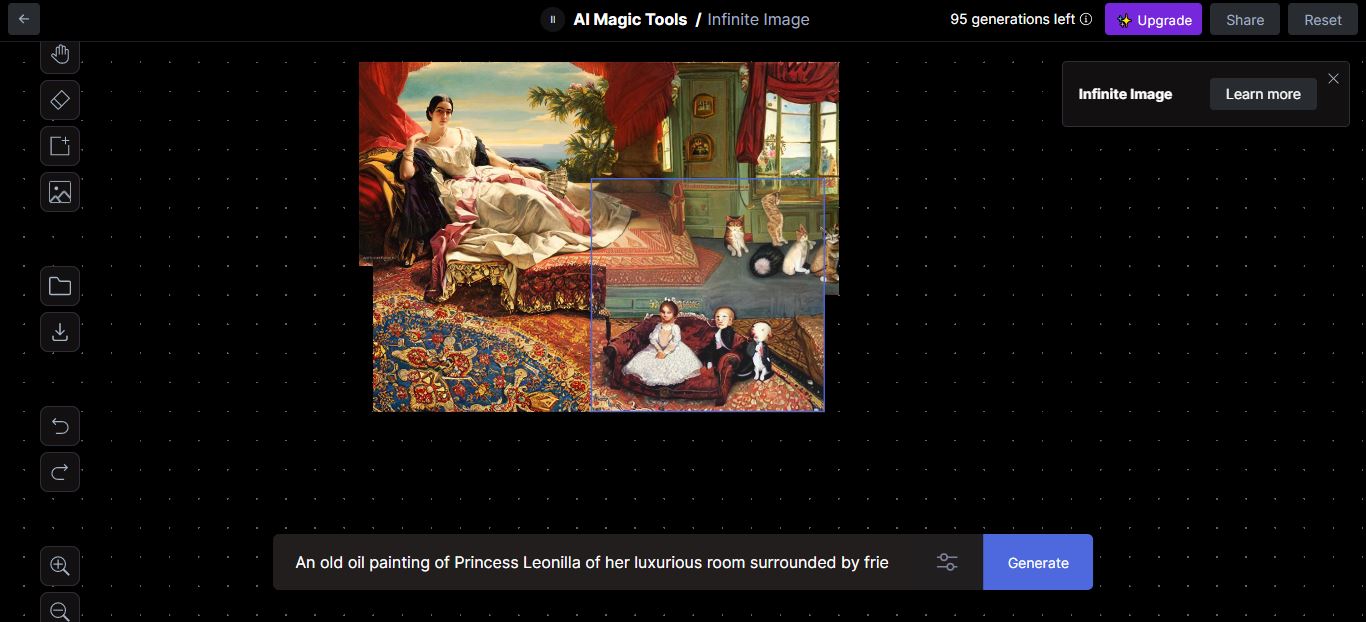 AI Magic Tools / Infinite Image
95 generations left
Upgrade
Share
Reset
Infinite Image
Learn more
An old oil painting of Princess Leonilla of her luxurious room surrounded by frie
Generate